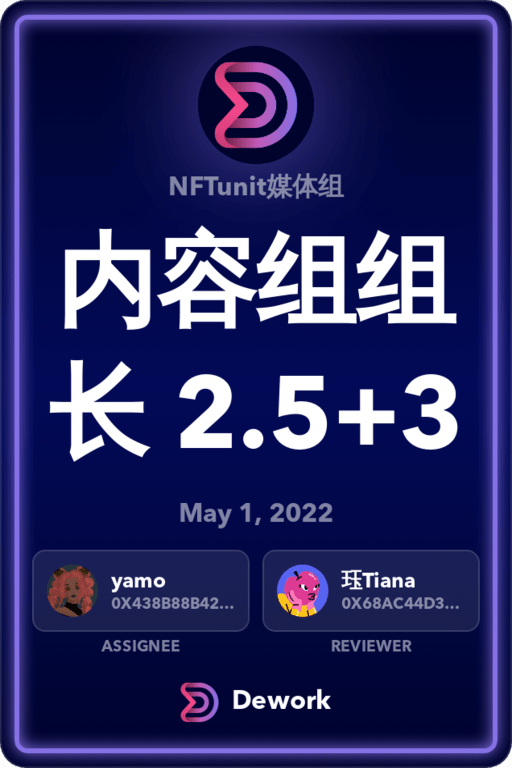 NFTunit媒体组
内容组组
长 2.5+3
May 1, 2022
yamo
0X438B88B42...
珏Tiana
0X68AC44D3...
ASSIGNEE
REVIEWER
Dework